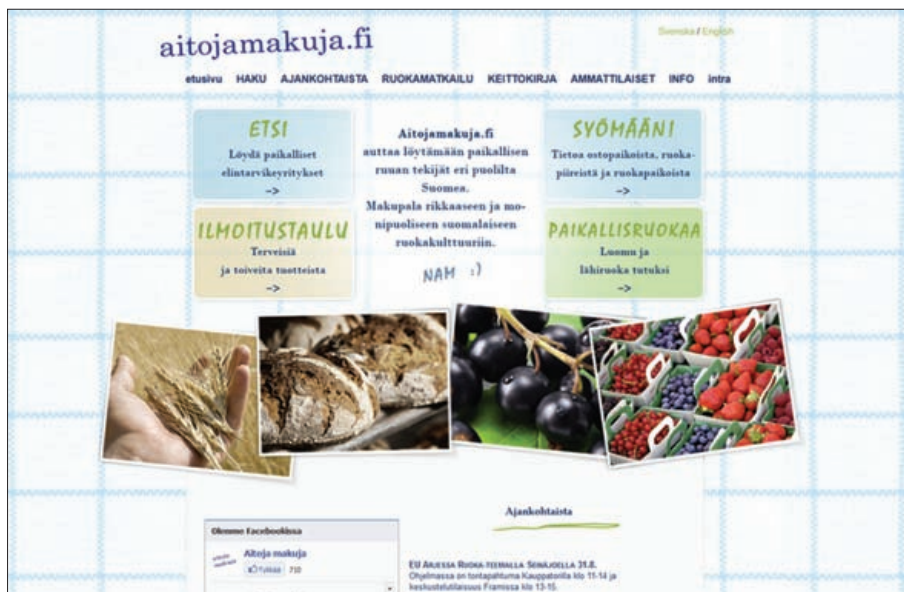 aitojamakuja.fi
Svenska / English
etusivu HAKU AJANKOHTAISTA RUOKAMATKAILU KEITTOKIRJA AMMATTILAISET INFO intra
ETSI
Löydä paikalliset
elintarvikeyritykset
-->
ILMOITUSTAULU
Terveisiä
ja toiveita tuotteista
-->
Aitojamakuja.fi
auttaa löytämään paikallisen
ruuan tekijät eri puolilta
Suomea.
Makupala rikkaaseen ja mo-
nipuoliseen suomalaiseen
ruokakulttuuriin.
NAM :)
SYÖMÄÄNI
Tietoa ostopaikoista, ruoka-
piireistä ja ruokapaikoista
-->
PAIKALLISRUOKAA
Luomu ja
lähiruoka tutuksi
-->
Olemme Facebookissa
Aitoja makuja
Tykkää 710
Ajankohtaista
EU ARJESSA RUOKA-TEEMALLA SEINÄJOELLA 31.8.
Ohjelmassa on toritapahtuma Kauppatorilla klo 11-14 ja
keskustelutilaisuus Framissa klo 13-15.